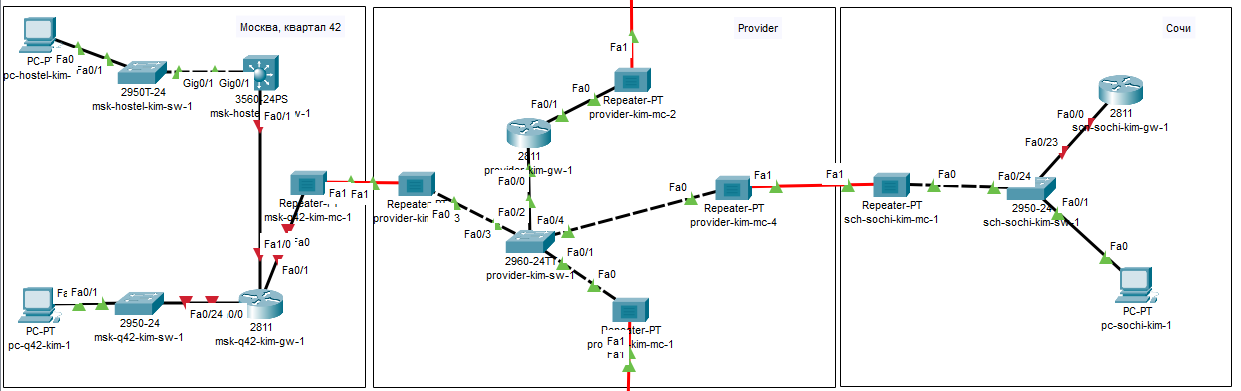 Москва, квартал 42
PC-PT
pc-hostel-kim-
Fa0
Fa0/1
2950T-24
msk-hostel-kim-sw-1
Gig0/1
Gig0/1
3560-24PS
Fa0/1
Repeater-PT
msk-q42-kim-mc-1
Fa1
Fa0
Fa1/0
Fa0/1
PC-PT
pc-q42-kim-1
Fa0/1
2950-24
msk-q42-kim-sw-1
Fa0/24
2811
msk-q42-kim-gw-1
Provider
Fa1
Repeater-PT
provider-kim-mc-2
Fa0
Fa0/1
2811
provider-kim-gw-1
Fa0/0
Fa1
Fa0
Fa0/3
Fa0/2
Fa0/4
2960-24TT
provider-kim-sw-1
Fa0/1
Fa0
Fa0
Fa1
Repeater-PT
provider-kim-mc-4
Repeater-PT
Fa1
Fa1
Сочи
2811
sch-sochi-kim-gw-1
Fa0/0
Fa0/23
Fa1
Fa0
Fa0/24
Repeater-PT
sch-sochi-kim-mc-1
2950-24
sch-sochi-kim-sw-1
Fa0/1
Fa0
PC-PT
pc-sochi-kim-1